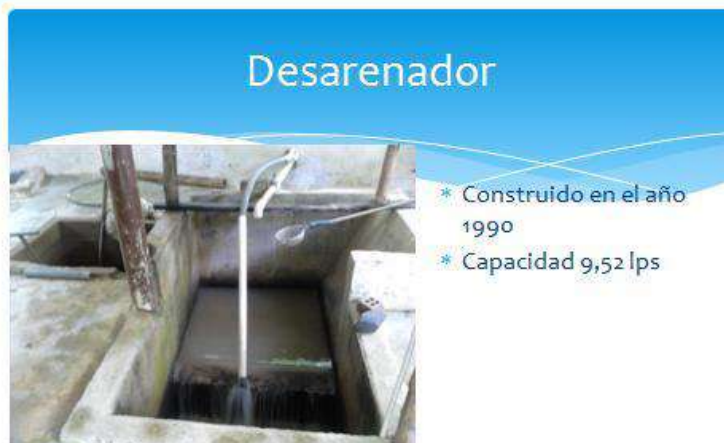 Desarenador
* Construido en el año
1990
* Capacidad 9,52 lps